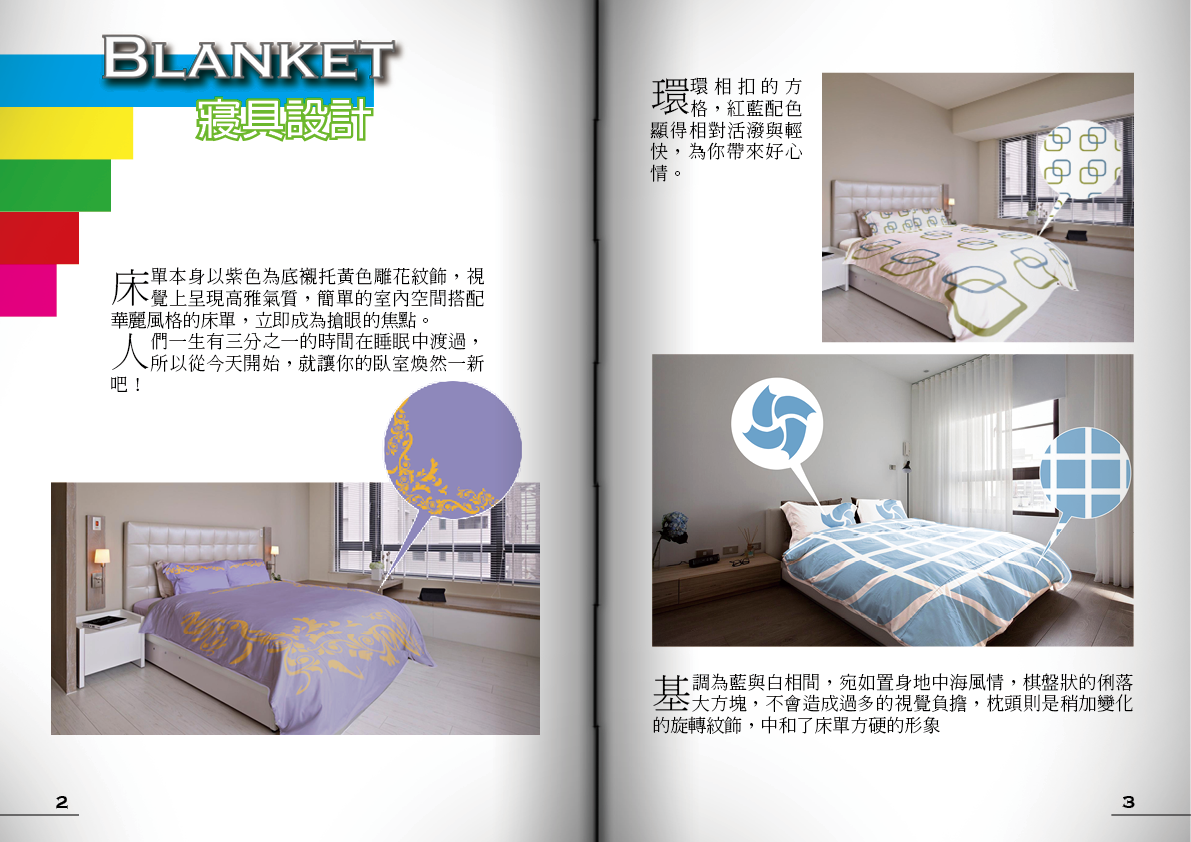 BLANKET
寢具設計
床單本身以紫色為底襯托黃色雕花紋飾，視
覺上呈現高雅氣質，簡單的室內空間搭配
華麗風格的床單，立即成為搶眼的焦點。
人們一生有三分之一的時間在睡眠中渡過，
所以從今天開始，就讓你的臥室煥然一新
吧！
2
環環相扣的方
格，紅藍配色
顯得相對活潑與輕
快，為你帶來好心
情。
基調為藍與白相間，宛如置身地中海風情，棋盤狀的俐落
大方塊，不會造成過多的視覺負擔，枕頭則是稍加變化
的旋轉紋飾，中和了床單方硬的形象
3